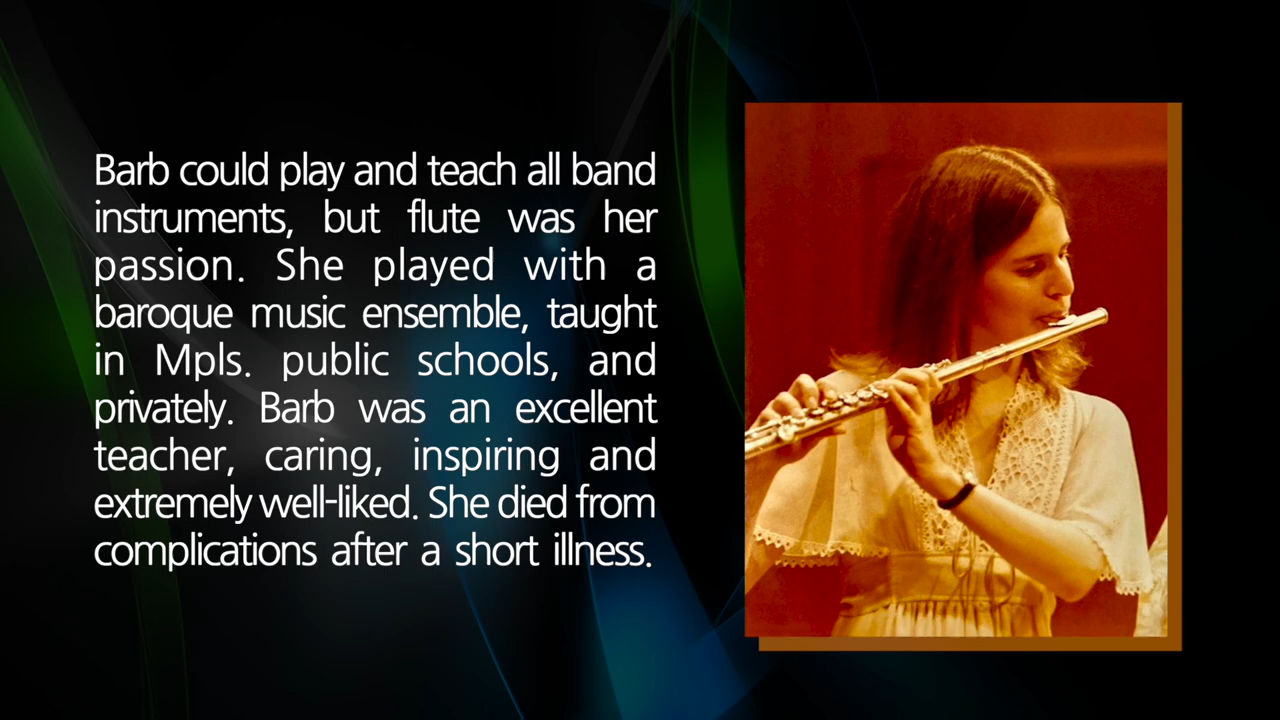 Barb could play and teach all band
instruments, but flute was her
passion. She played with a
baroque music ensemble, taught
in Mpls. public schools, and
privately. Barb was an excellent
teacher, caring, inspiring and
extremely well-liked. She died from
complications after a short illness.